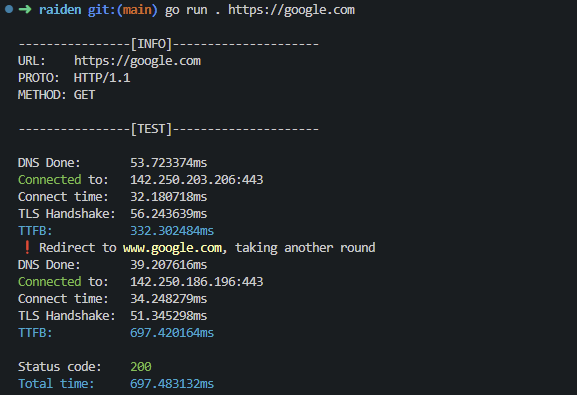 ➜ raiden git:(main) go run . https://google.com
----------------[INFO]---------------------
URL: https://google.com
PROTO: HTTP/1.1
METHOD: GET
----------------[TEST]---------------------
DNS Done: 53.723374ms
Connected to: 142.250.203.206:443
Connect time: 32.180718ms
TLS Handshake: 56.243639ms
TTFB: 332.302484ms
❗ Redirect to www.google.com, taking another round
DNS Done: 39.207616ms
Connected to: 142.250.186.196:443
Connect time: 34.248279ms
TLS Handshake: 51.345298ms
TTFB: 697.420164ms
Status code: 200
Total time: 697.483132ms